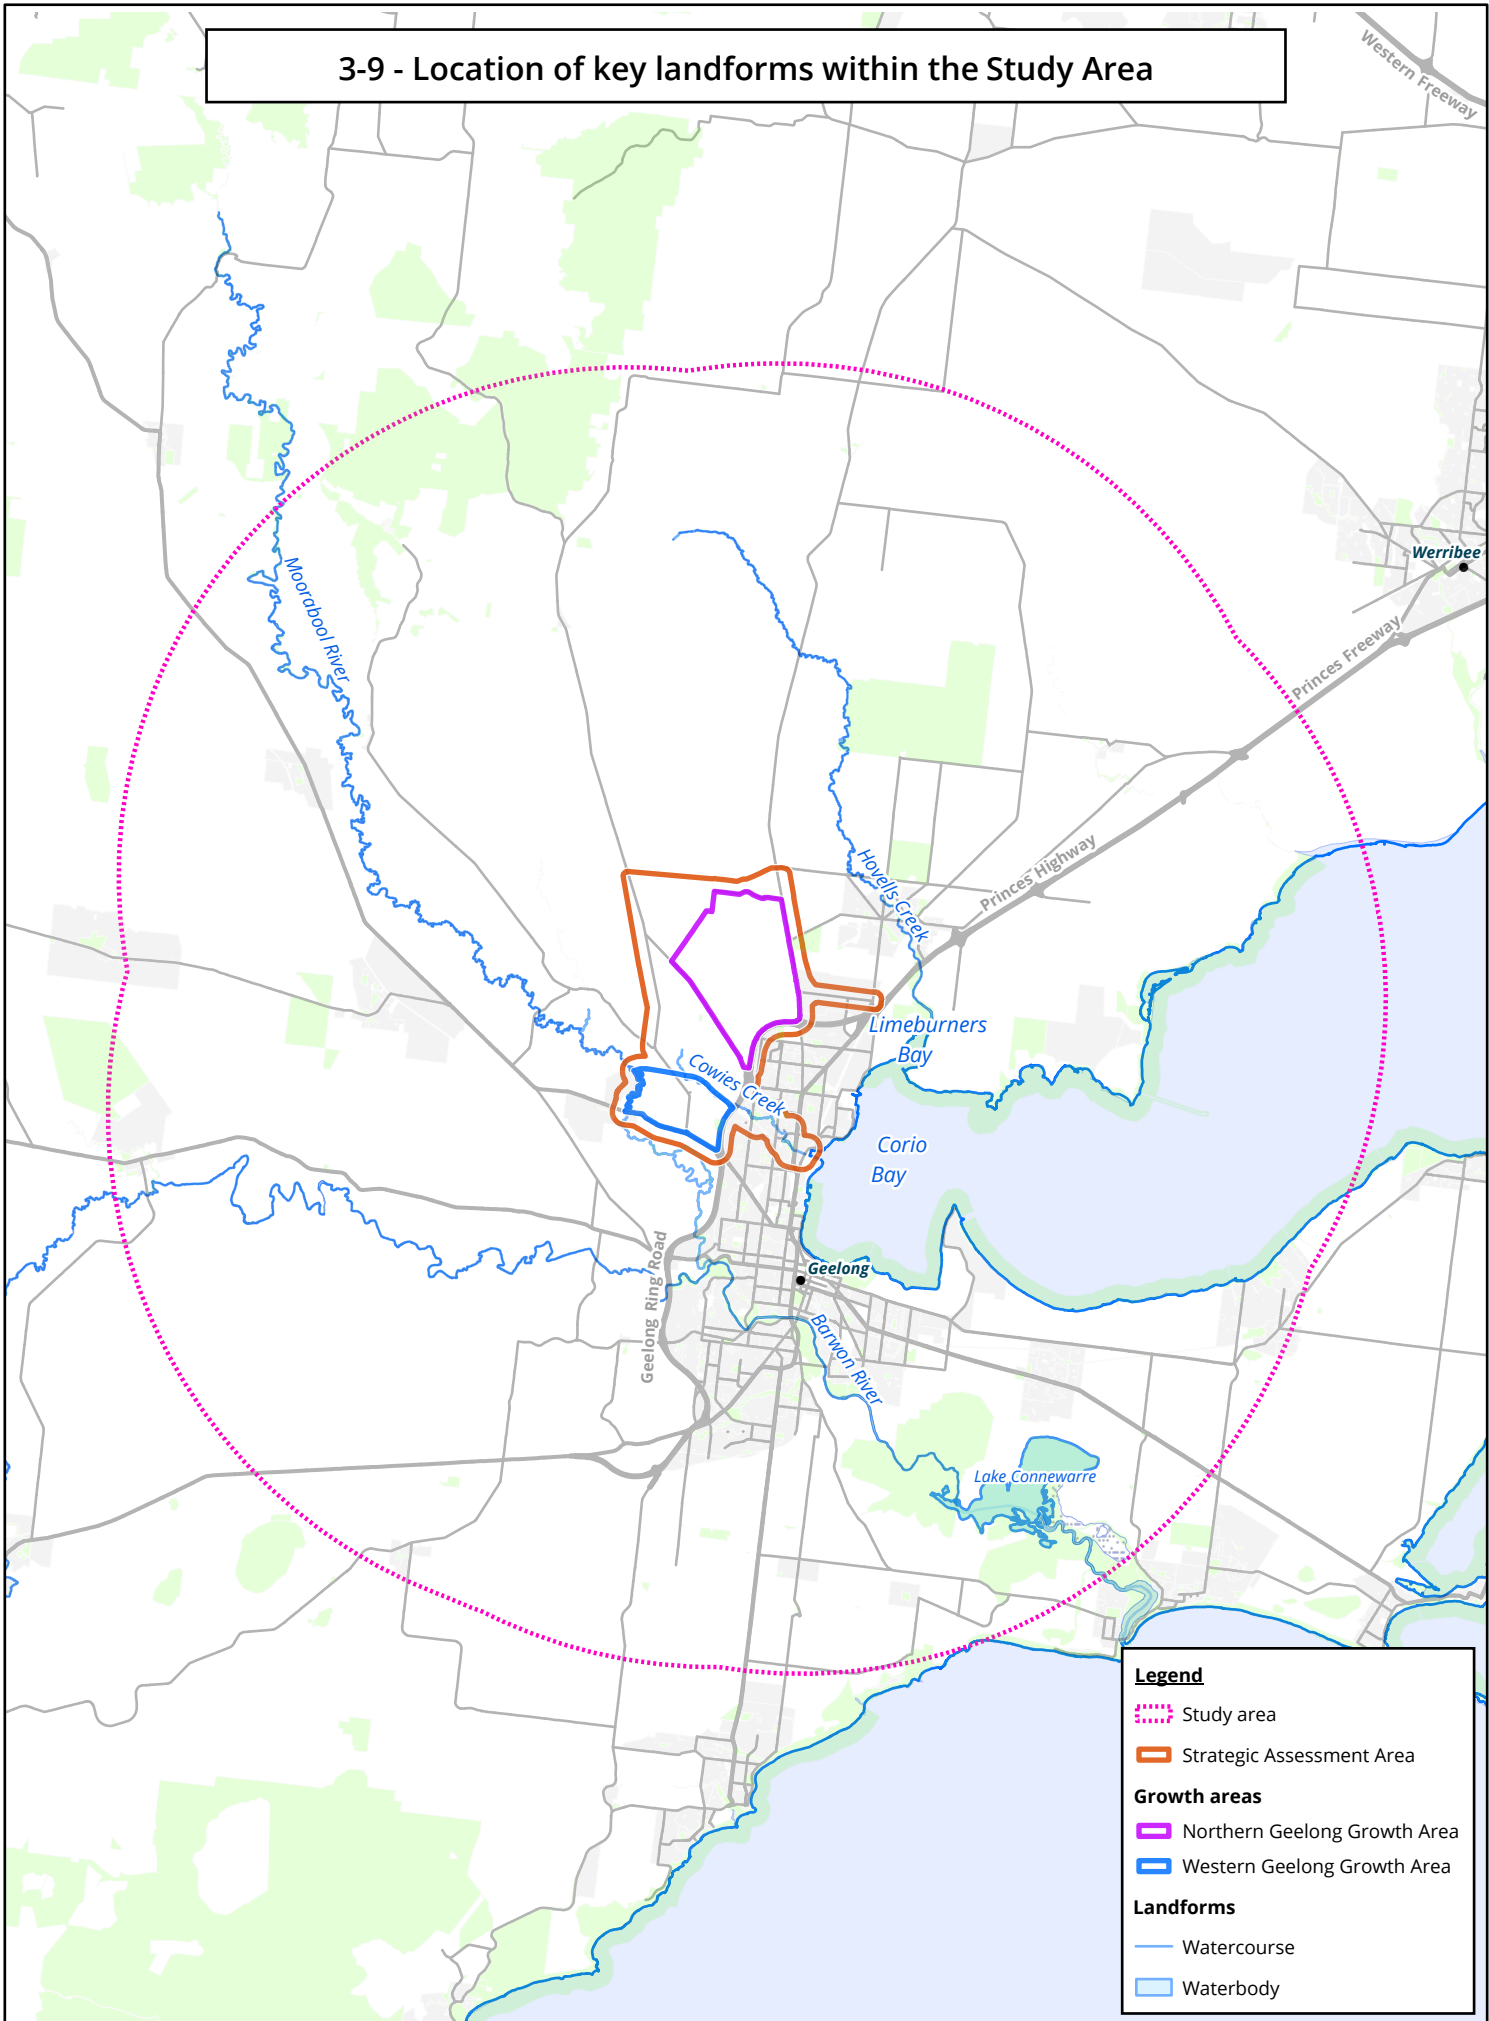 3-9 - Location of key landforms within the Study Area
Western Freeway
Werribee
Princes Freeway
Moorabool River
Princes Highway
Hovells Creek
Limeburners
Bay
Cowies Creek
Corio
Bay
Geelong Ring Road
Geelong
Barwon River
Lake Connewarre
Legend
Study area
Strategic Assessment Area
Growth areas
Northern Geelong Growth Area
Western Geelong Growth Area
Landforms
Watercourse
Waterbody